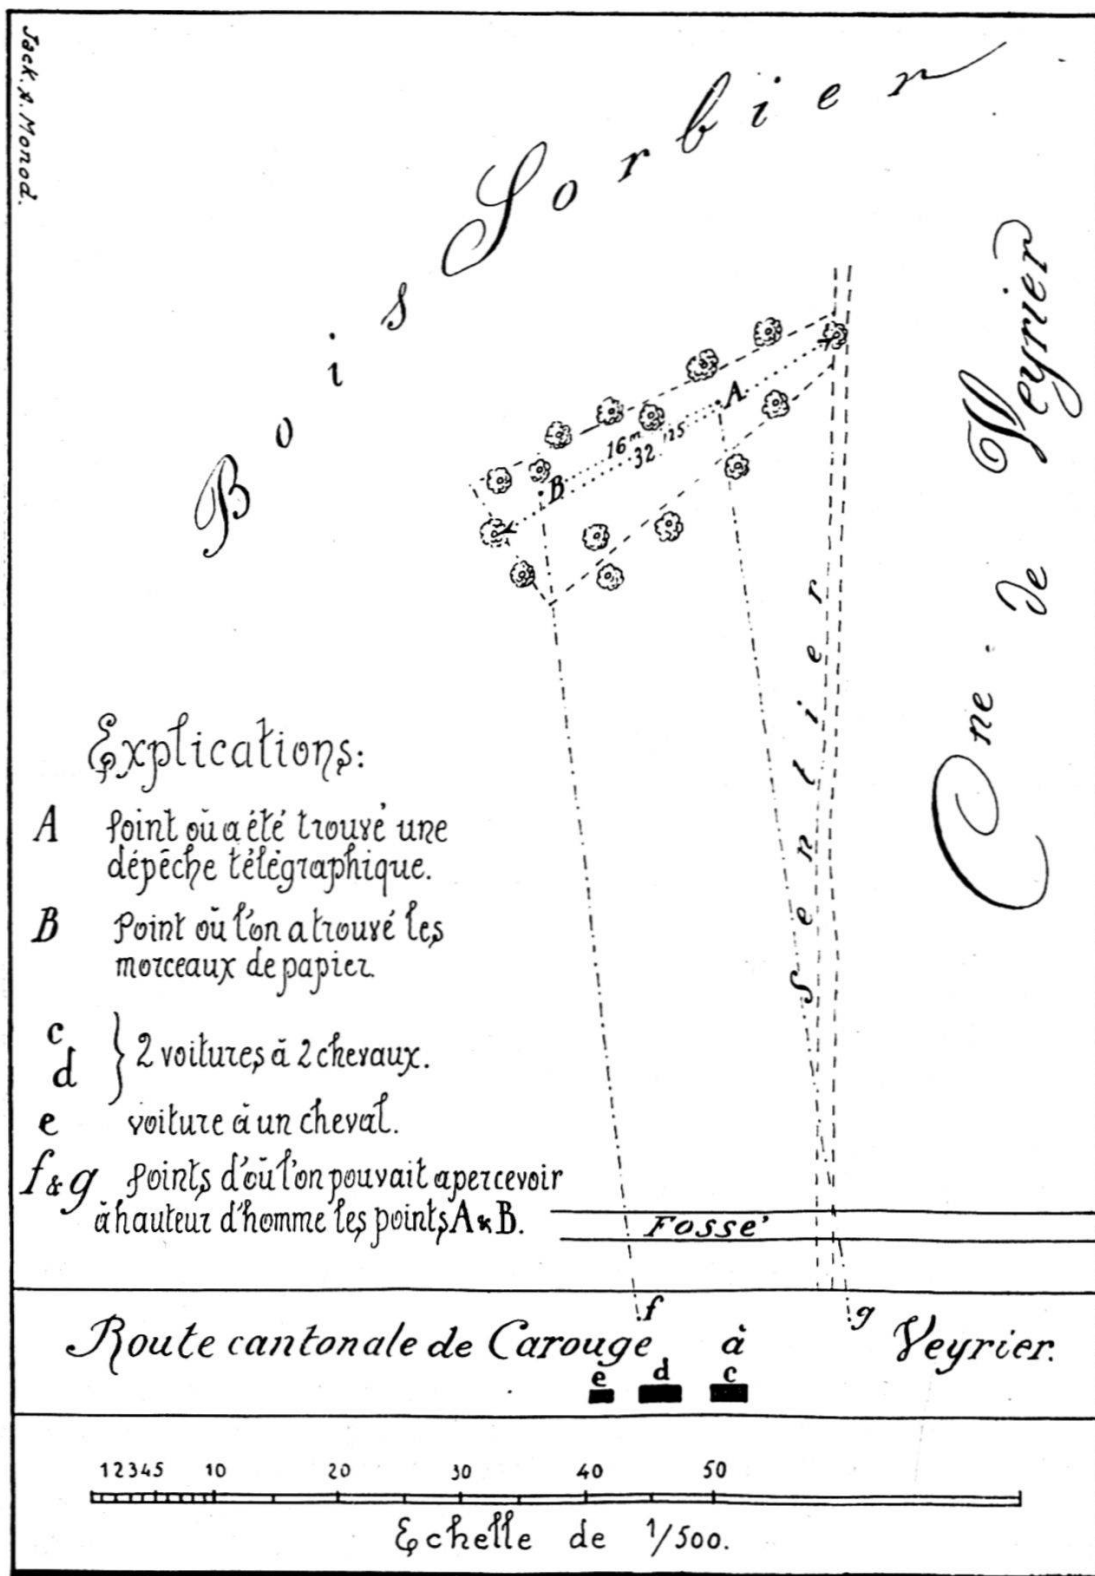 Jack. A. Monod.
Bois Sorbier
Cne. de Veyrier
A
16m,25
32
B
Sentier
Explications:
A Point où a été trouvé une
dépêche télégraphique.
B Point où l'on a trouvé les
morceaux de papier.
c
d } 2 voitures à 2 chevaux.
e voiture à un cheval.
f & g Points d'où l'on pouvait apercevoir
à hauteur d'homme les points A & B.
Fossé
f
g
Route cantonale de Carouge à Veyrier.
e d c
1 2 3 4 5 10 20 30 40 50
Echelle de 1/500.